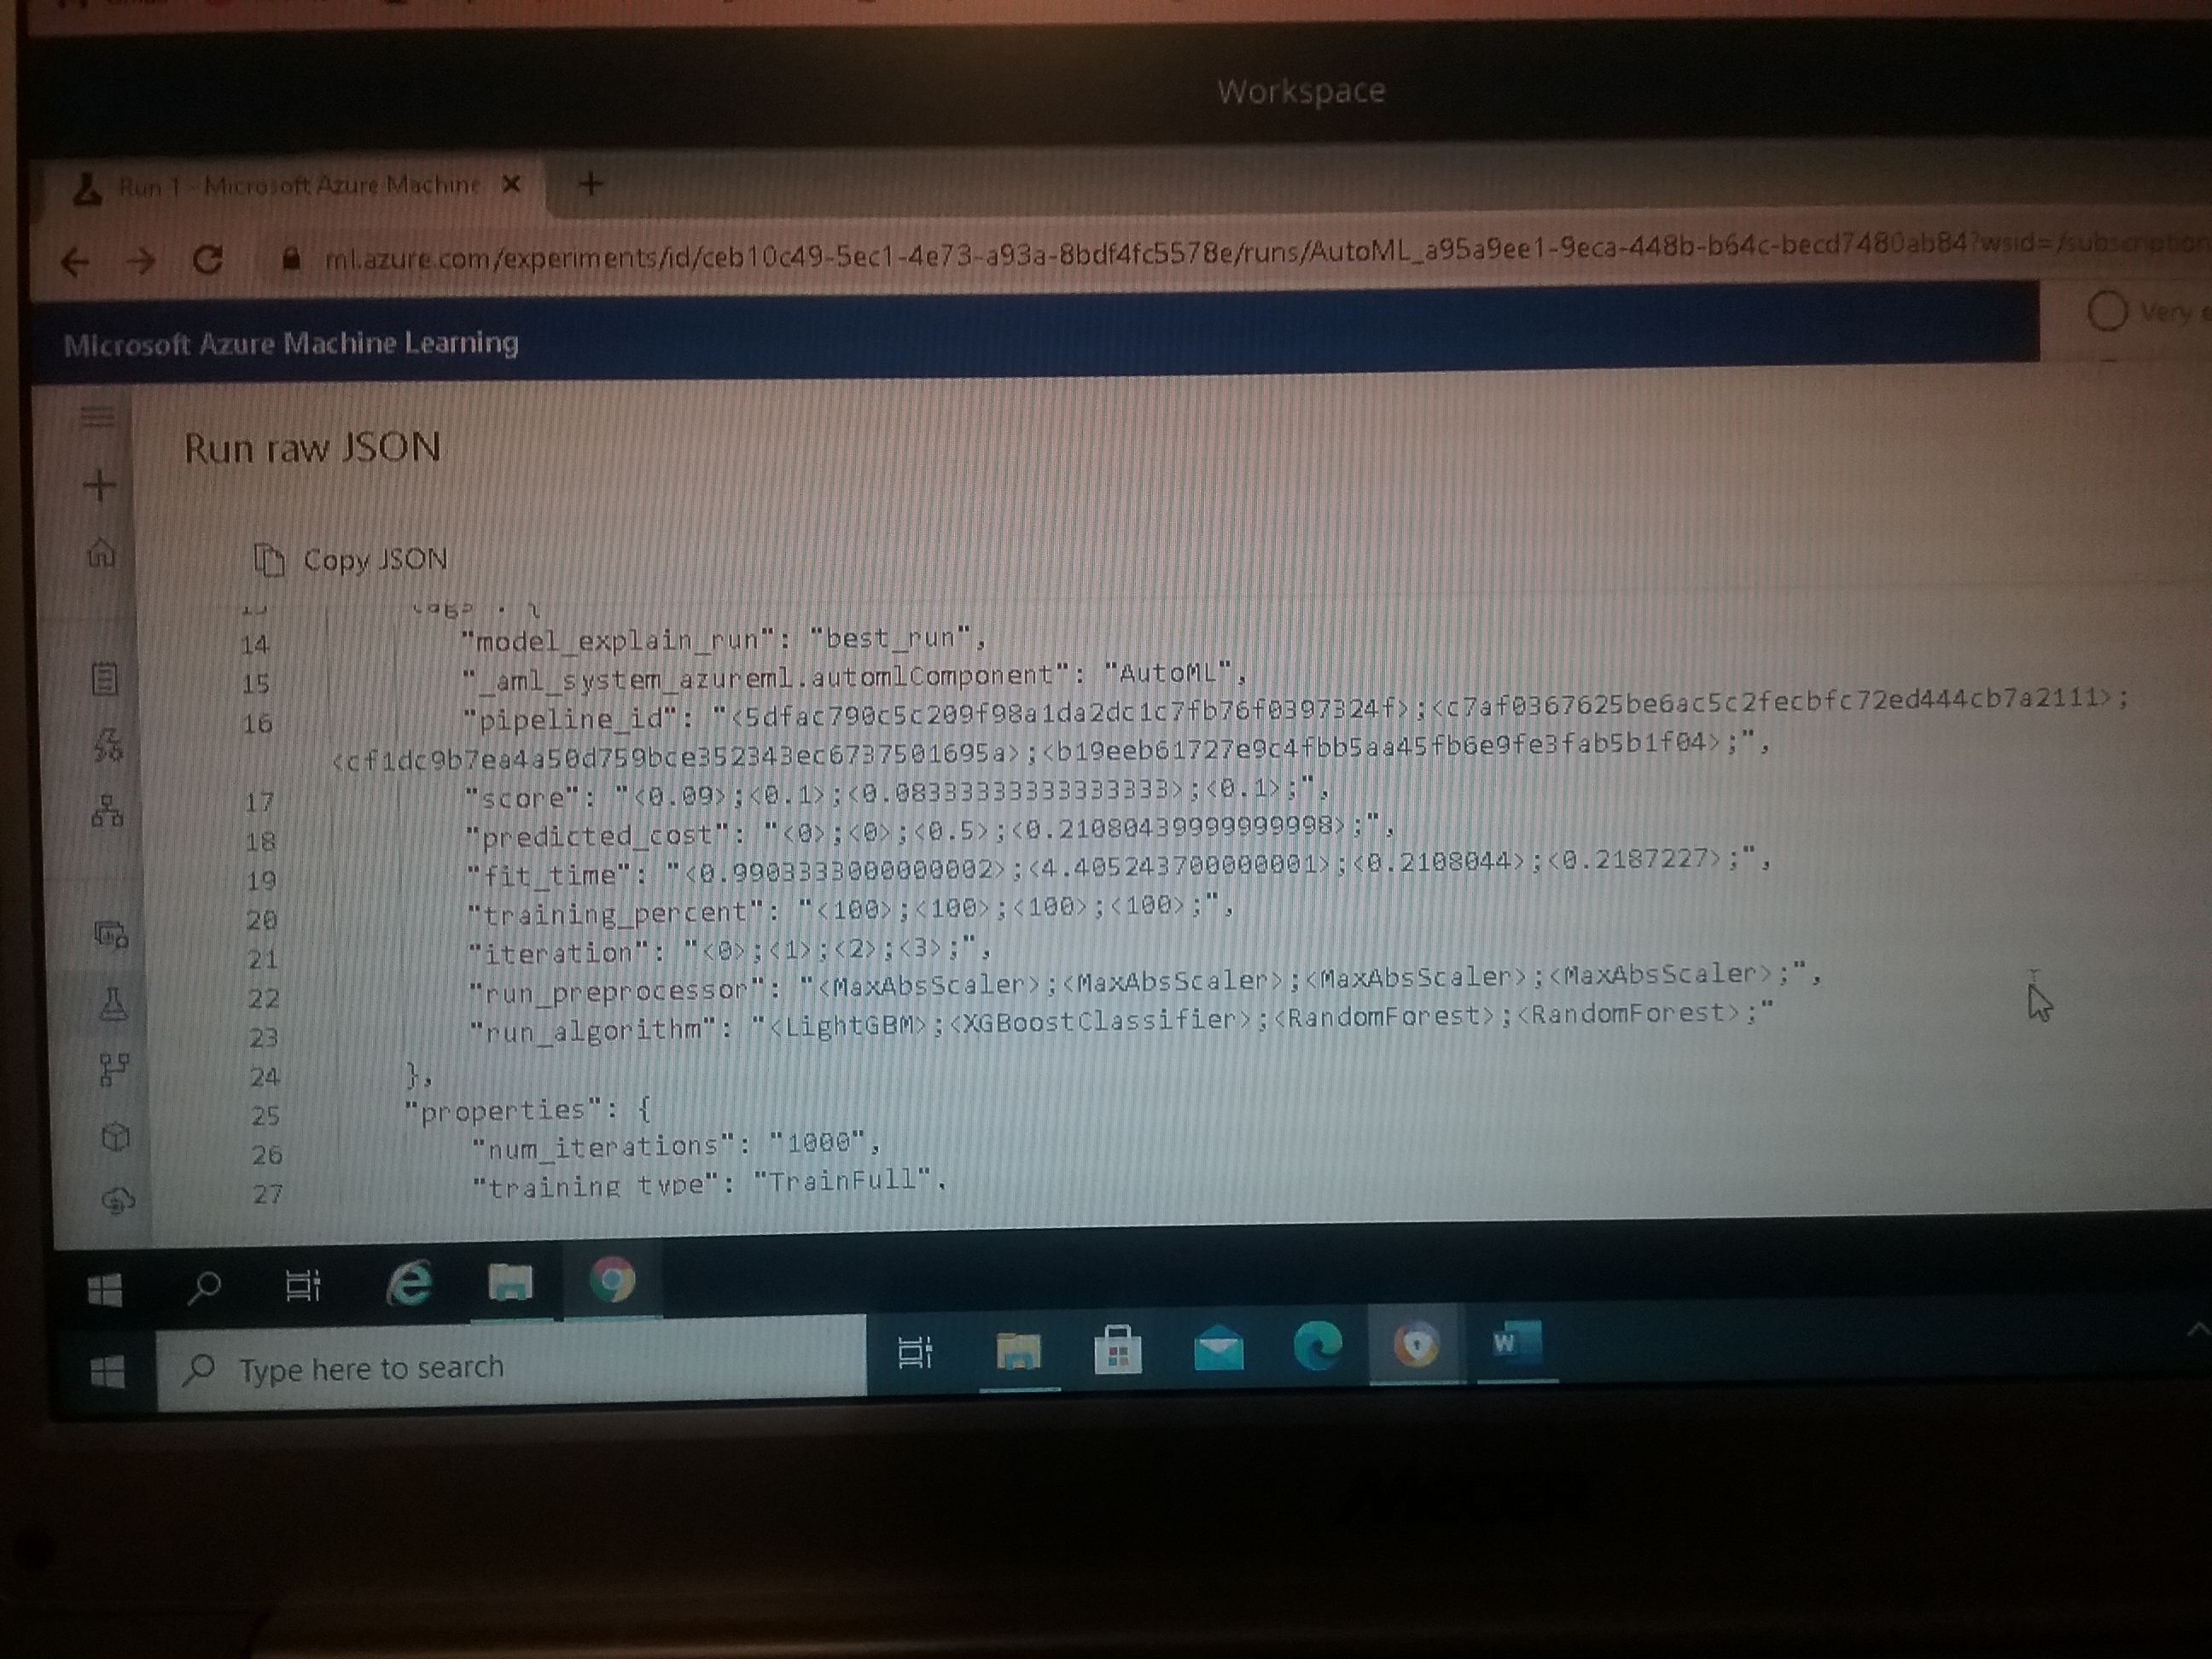 Workspace
Run 1 - Microsoft Azure Machine
ml.azure.com/experiments/id/ceb10c49-5ec1-4e73-a93a-8bdf4fc5578e/runs/AutoML_a95a9ee1-9eca-448b-b64c-becd7480ab84?wsid=/subscription
Very
Microsoft Azure Machine Learning
Run raw JSON
Copy JSON
14 "model_explain_run": "best_run",
15 "_aml_system_azureml.automlComponent": "AutoML",
16 "pipeline_id": "<5dfac790c5c209f98a1da2dc1c7fb76f0397324f>;<c7af0367625be6ac5c2fecbfc72ed444cb7a2111>;
<cf1dc9b7ea4a50d759bce352343ec6737501695a>;<b19eeb61727e9c4fbb5aa45fb6e9fe3fab5b1f04>;",
17 "score": "<0.09>;<0.1>;<0.08333333333333333>;<0.1>;",
18 "predicted_cost": "<0>;<0>;<0.5>;<0.21080439999999998>;",
19 "fit_time": "<0.9903333000000002>;<4.405243700000001>;<0.2108044>;<0.2187227>;",
20 "training_percent": "<100>;<100>;<100>;<100>;",
21 "iteration": "<0>;<1>;<2>;<3>;",
22 "run_preprocessor": "<MaxAbsScaler>;<MaxAbsScaler>;<MaxAbsScaler>;<MaxAbsScaler>;",
23 "run_algorithm": "<LightGBM>;<XGBoostClassifier>;<RandomForest>;<RandomForest>;"
24 },
25 "properties": {
26 "num_iterations": "1000",
27 "training_type": "TrainFull",
Type here to search
MECER